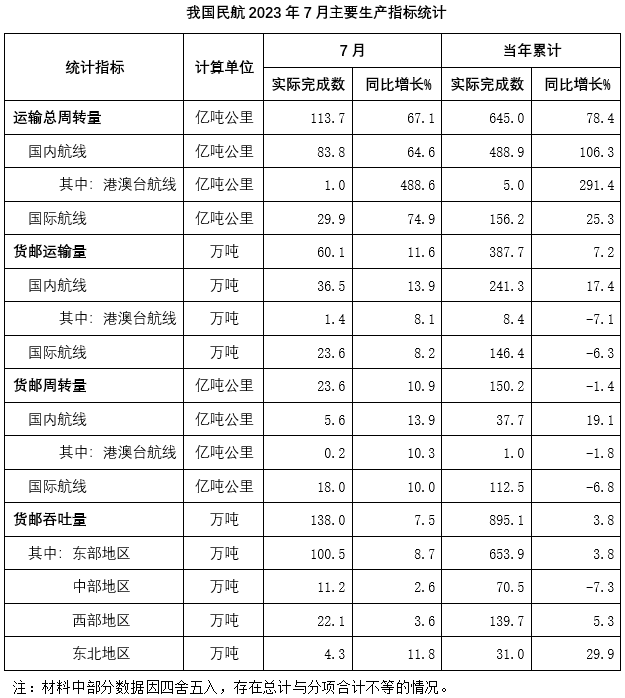 我国民航 2023 年 7 月主要生产指标统计
统计指标 计算单位 7 月 当年累计
实际完成数 同比增长% 实际完成数 同比增长%
运输总周转量 亿吨公里 113.7 67.1 645.0 78.4
国内航线 亿吨公里 83.8 64.6 488.9 106.3
其中：港澳台航线 亿吨公里 1.0 488.6 5.0 291.4
国际航线 亿吨公里 29.9 74.9 156.2 25.3
货邮运输量 万吨 60.1 11.6 387.7 7.2
国内航线 万吨 36.5 13.9 241.3 17.4
其中：港澳台航线 万吨 1.4 8.1 8.4 -7.1
国际航线 万吨 23.6 8.2 146.4 -6.3
货邮周转量 亿吨公里 23.6 10.9 150.2 -1.4
国内航线 亿吨公里 5.6 13.9 37.7 19.1
其中：港澳台航线 亿吨公里 0.2 10.3 1.0 -1.8
国际航线 亿吨公里 18.0 10.0 112.5 -6.8
货邮吞吐量 万吨 138.0 7.5 895.1 3.8
其中：东部地区 万吨 100.5 8.7 653.9 3.8
中部地区 万吨 11.2 2.6 70.5 -7.3
西部地区 万吨 22.1 3.6 139.7 5.3
东北地区 万吨 4.3 11.8 31.0 29.9
注：材料中部分数据因四舍五入，存在总计与分项合计不等的情况。